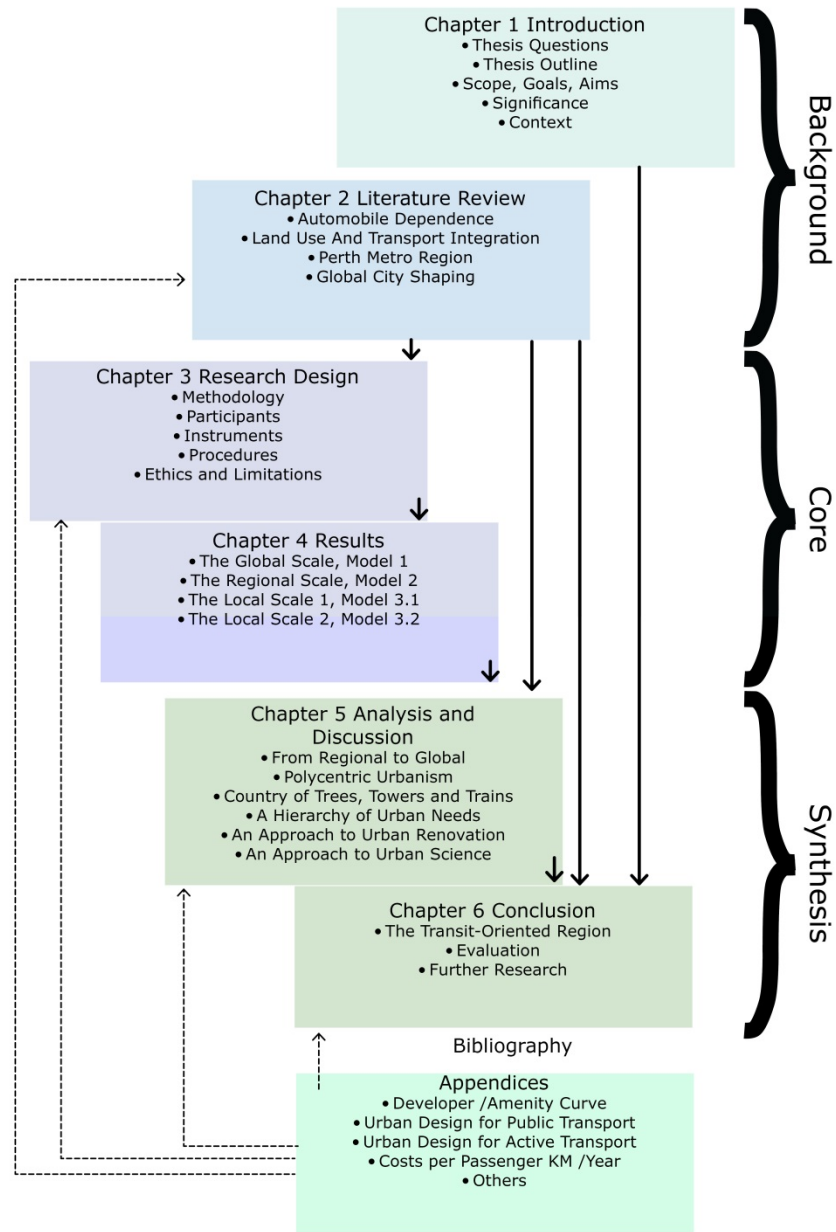 Chapter 1 Introduction
• Thesis Questions
• Thesis Outline
• Scope, Goals, Aims
• Significance
• Context
Background
Chapter 2 Literature Review
• Automobile Dependence
• Land Use And Transport Integration
• Perth Metro Region
• Global City Shaping
Chapter 3 Research Design
• Methodology
• Participants
• Instruments
• Procedures
• Ethics and Limitations
Core
Chapter 4 Results
• The Global Scale, Model 1
• The Regional Scale, Model 2
• The Local Scale 1, Model 3.1
• The Local Scale 2, Model 3.2
Chapter 5 Analysis and
Discussion
• From Regional to Global
• Polycentric Urbanism
• Country of Trees, Towers and Trains
• A Hierarchy of Urban Needs
• An Approach to Urban Renovation
• An Approach to Urban Science
Synthesis
Chapter 6 Conclusion
• The Transit-Oriented Region
• Evaluation
• Further Research
Bibliography
Appendices
• Developer /Amenity Curve
• Urban Design for Public Transport
• Urban Design for Active Transport
• Costs per Passenger KM /Year
• Others